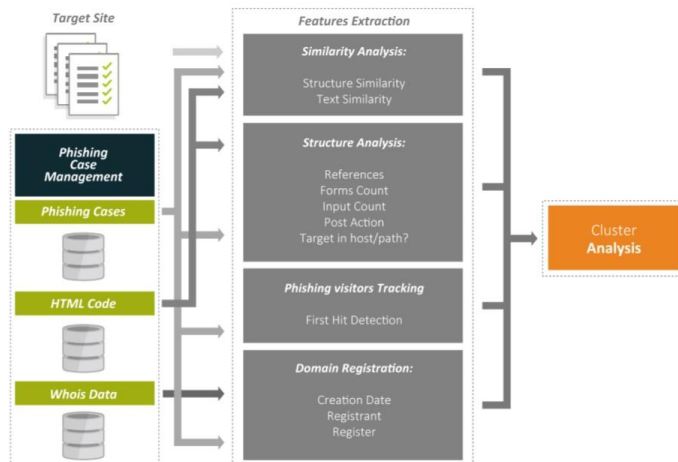 Target Site
Phishing
Case
Management
Phishing Cases
HTML Code
Whois Data
Features Extraction
Similarity Analysis:
Structure Similarity
Text Similarity
Structure Analysis:
References
Forms Count
Input Count
Post Action
Target in host/path?
Phishing visitors Tracking
First Hit Detection
Domain Registration:
Creation Date
Registrant
Register
Cluster
Analysis